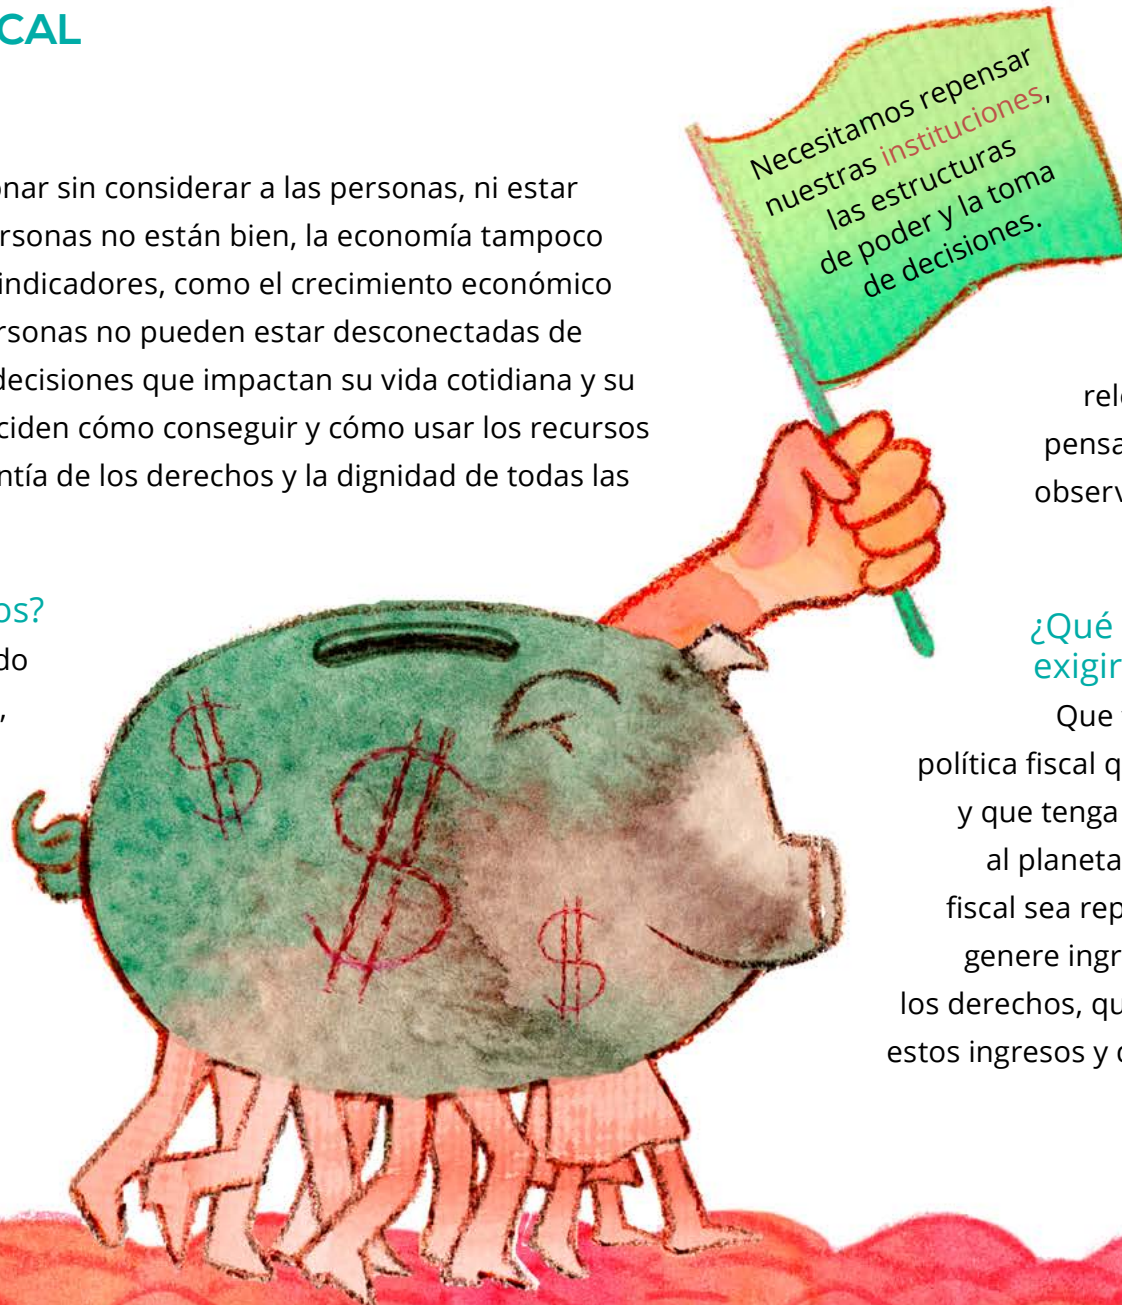 CAL
onar sin considerar a las personas, ni estar
ersonas no están bien, la economía tampoco
indicadores, como el crecimiento económico
rsonas no pueden estar desconectadas de
decisiones que impactan su vida cotidiana y su
ciden cómo conseguir y cómo usar los recursos
ntía de los derechos y la dignidad de todas las
os?
do
,
Necesitamos repensar
nuestras instituciones,
las estructuras
de poder y la toma
de decisiones.
rel
pensa
observ
¿Qué
exigir
Que
política fiscal q
y que tenga
al planeta
fiscal sea rep
genere ingr
los derechos, qu
estos ingresos y
$
$
$